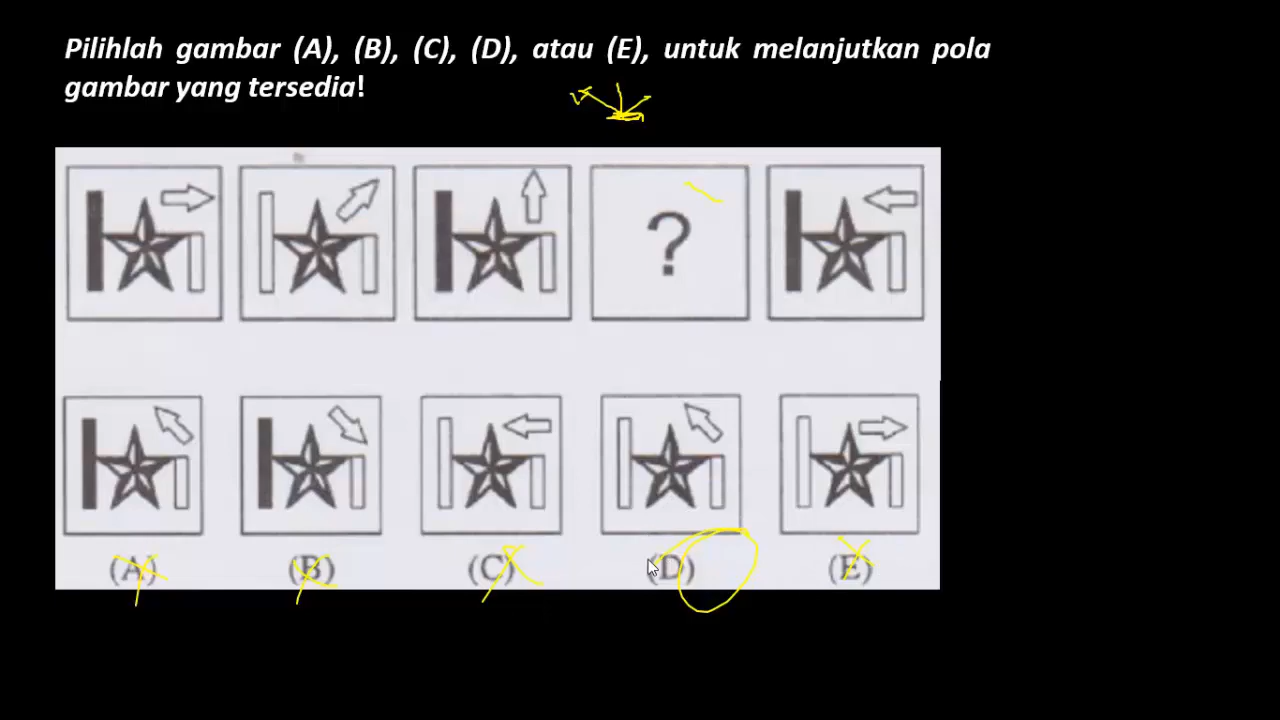 Pilihlah gambar (A), (B), (C), (D), atau (E), untuk melanjutkan pola
gambar yang tersedia!
?
(A) (B) (C) (D) (E)